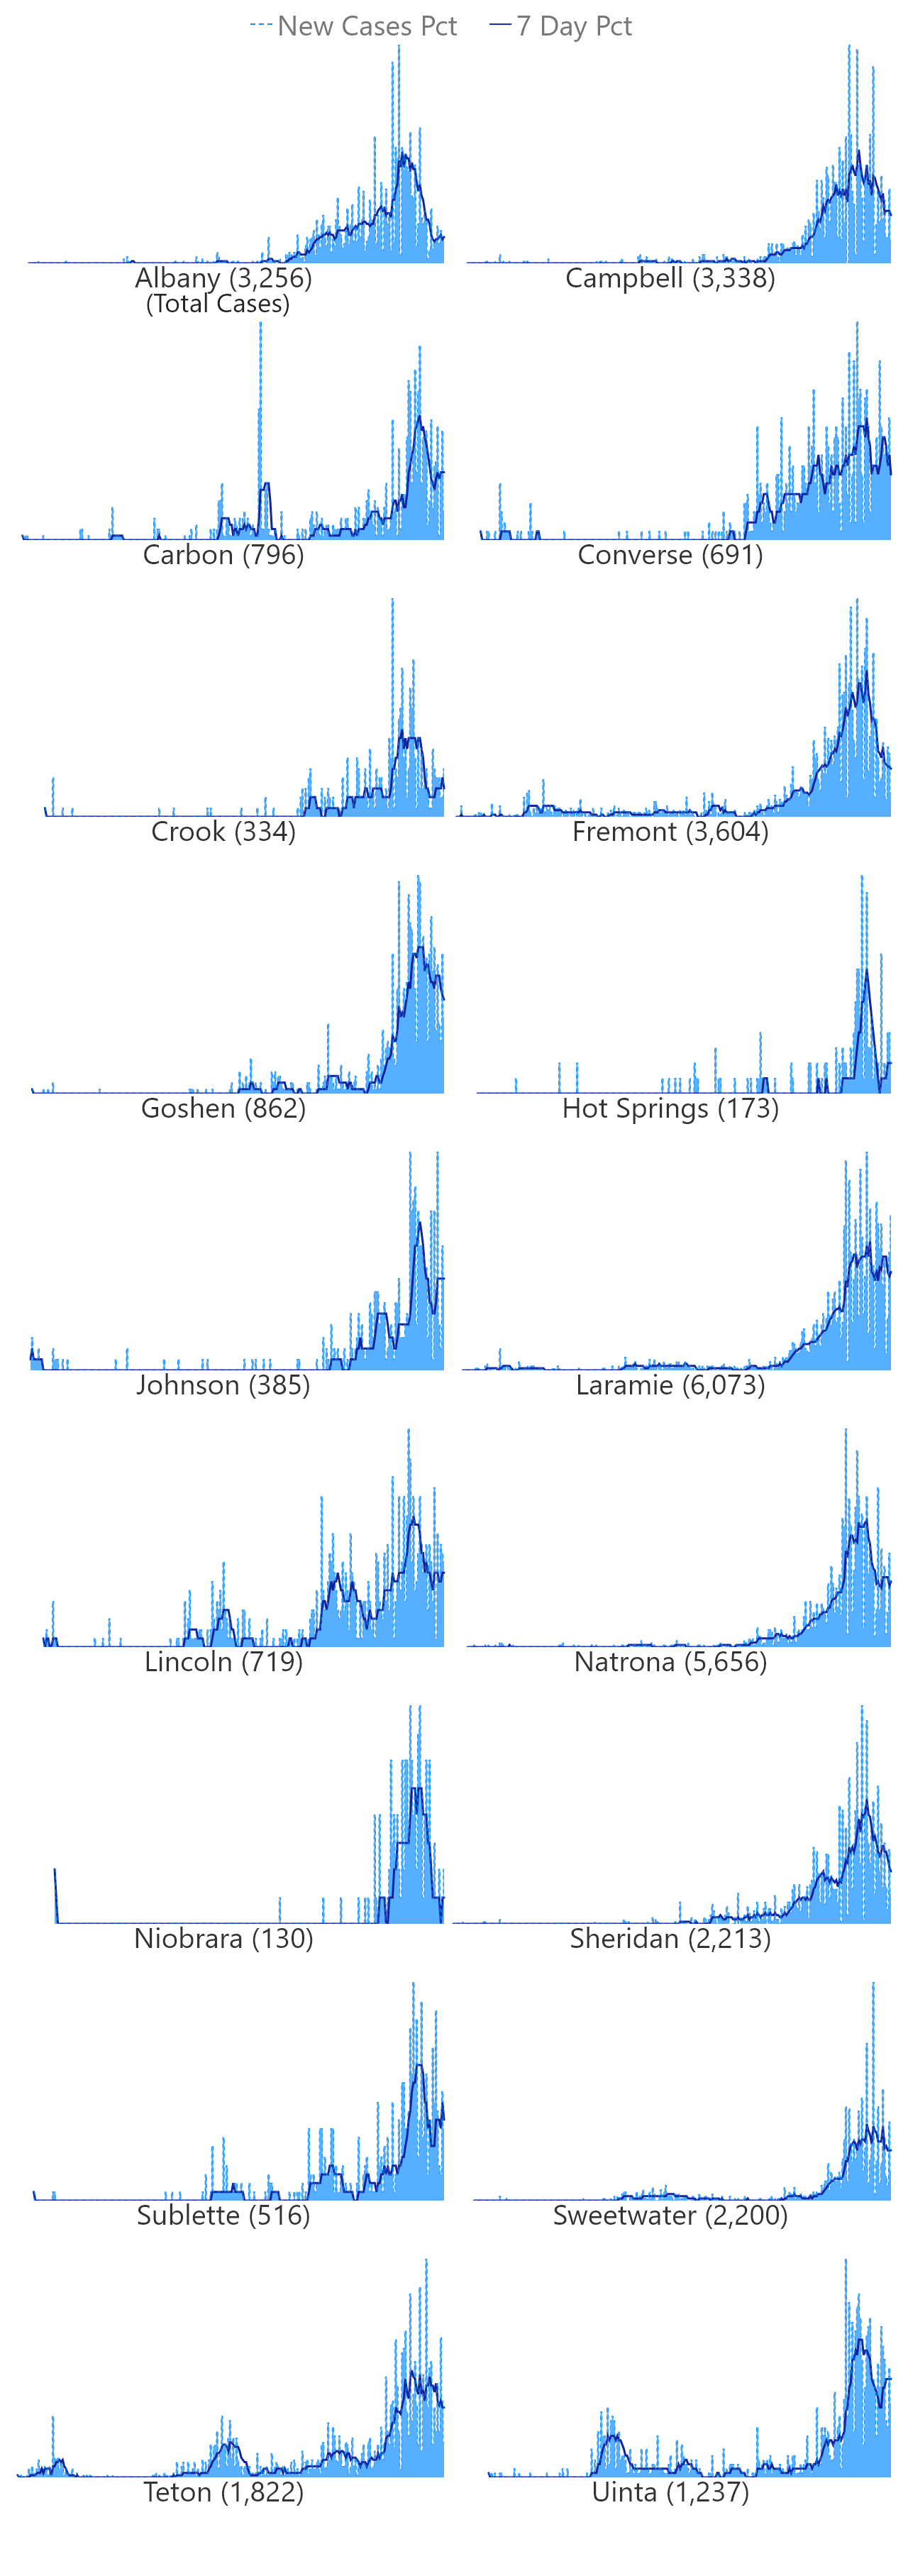 New Cases Pct 7 Day Pct
Albany (3,256) Campbell (3,338)
(Total Cases)
Carbon (796) Converse (691)
Crook (334) Fremont (3,604)
Goshen (862) Hot Springs (173)
Johnson (385) Laramie (6,073)
Lincoln (719) Natrona (5,656)
Niobrara (130) Sheridan (2,213)
Sublette (516) Sweetwater (2,200)
Teton (1,822) Uinta (1,237)